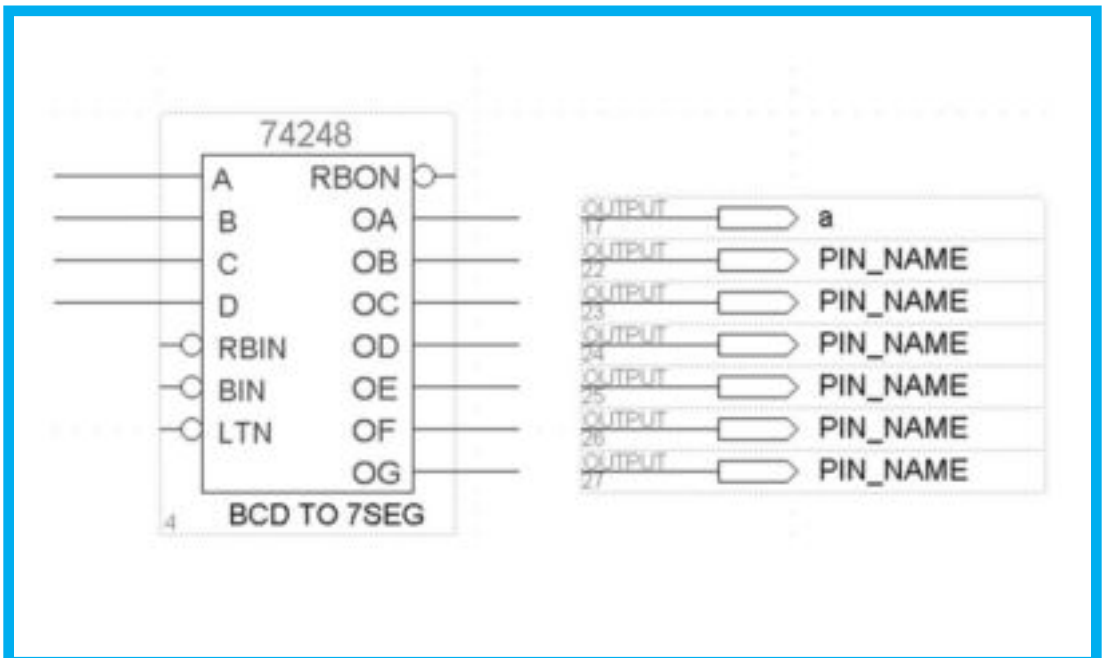 74248
A RBON
B OA
C OB
D OC
RBIN OD
BIN OE
LTN OF
OG
4 BCD TO 7SEG
OUTPUT
17 a
OUTPUT
22 PIN_NAME
OUTPUT
23 PIN_NAME
OUTPUT
24 PIN_NAME
OUTPUT
25 PIN_NAME
OUTPUT
26 PIN_NAME
OUTPUT
27 PIN_NAME